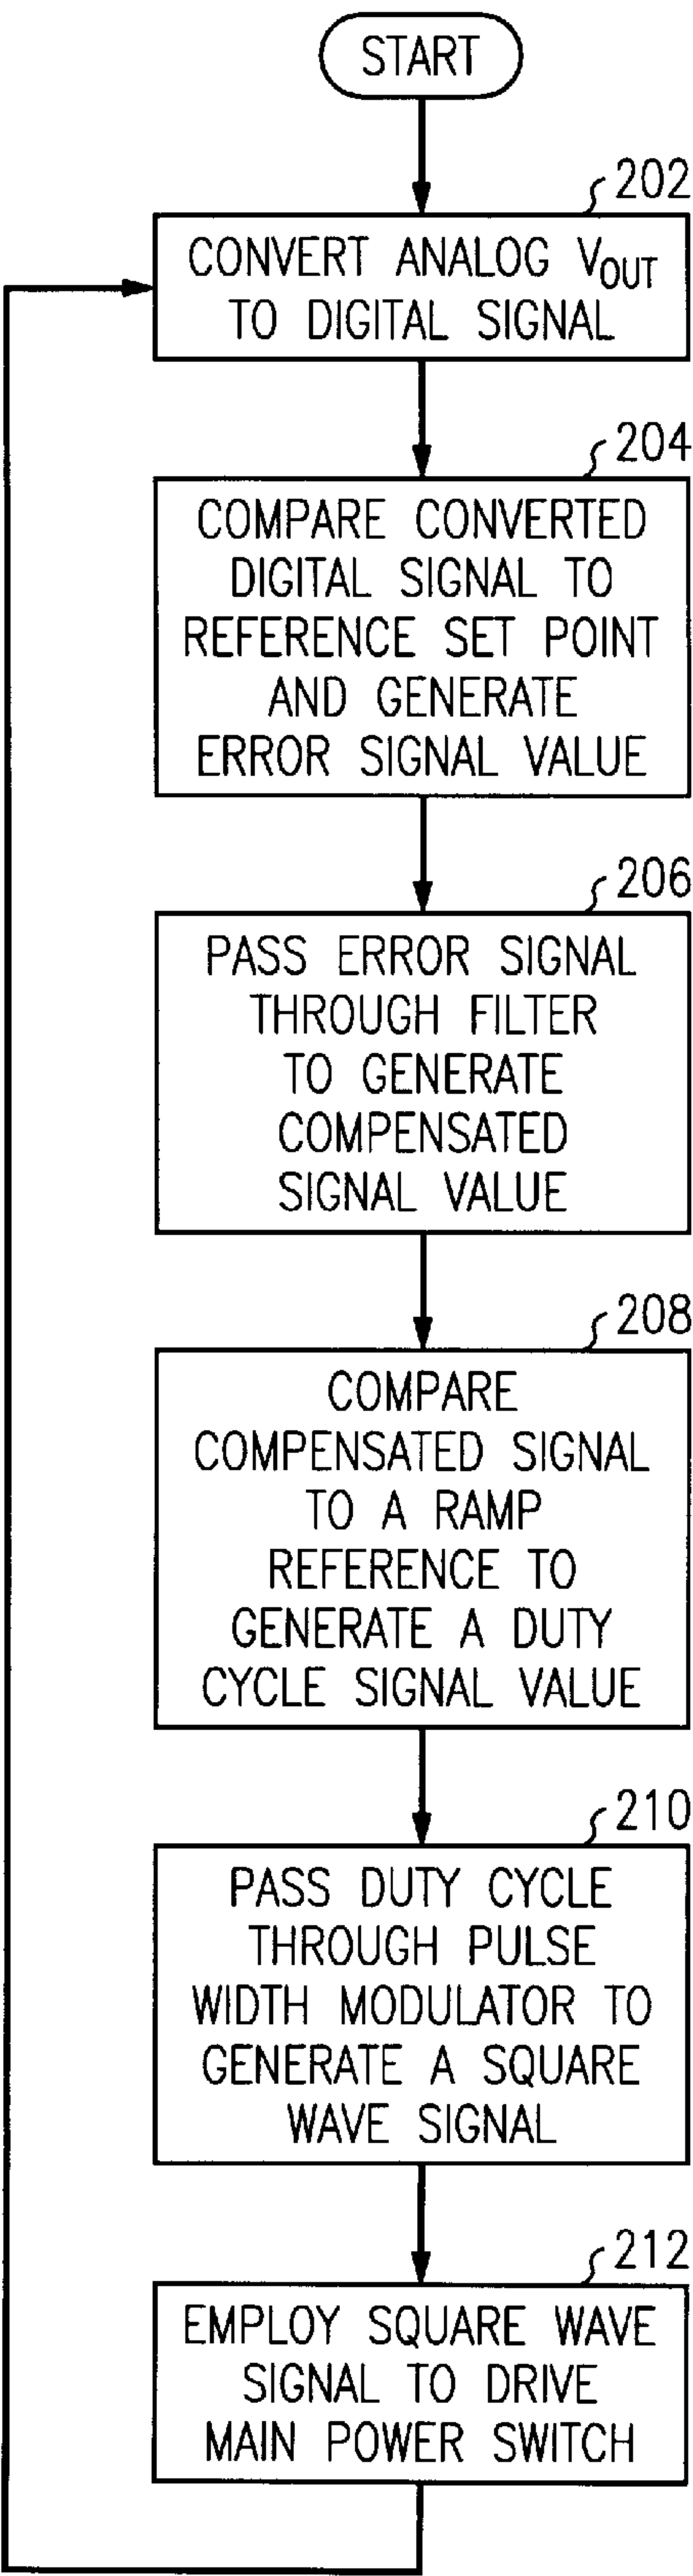 START
202
CONVERT ANALOG VOUT
TO DIGITAL SIGNAL
204
COMPARE CONVERTED
DIGITAL SIGNAL TO
REFERENCE SET POINT
AND GENERATE
ERROR SIGNAL VALUE
206
PASS ERROR SIGNAL
THROUGH FILTER
TO GENERATE
COMPENSATED
SIGNAL VALUE
208
COMPARE
COMPENSATED SIGNAL
TO A RAMP
REFERENCE TO
GENERATE A DUTY
CYCLE SIGNAL VALUE
210
PASS DUTY CYCLE
THROUGH PULSE
WIDTH MODULATOR TO
GENERATE A SQUARE
WAVE SIGNAL
212
EMPLOY SQUARE WAVE
SIGNAL TO DRIVE
MAIN POWER SWITCH